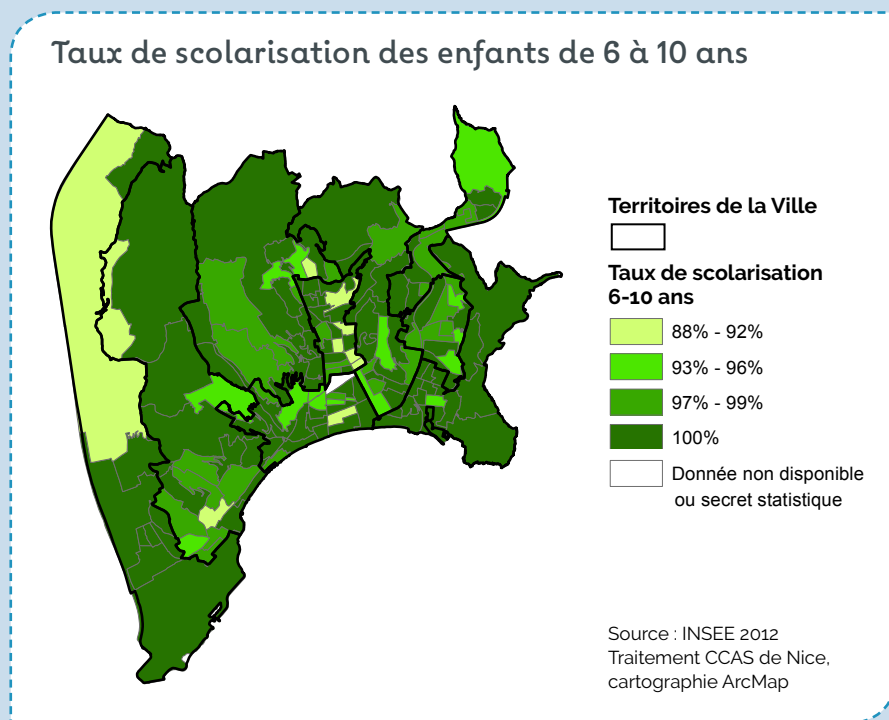 Taux de scolarisation des enfants de 6 à 10 ans
Territoires de la Ville
Taux de scolarisation
6-10 ans
88% - 92%
93% - 96%
97% - 99%
100%
Donnée non disponible
ou secret statistique
Source : INSEE 2012
Traitement CCAS de Nice,
cartographie ArcMap